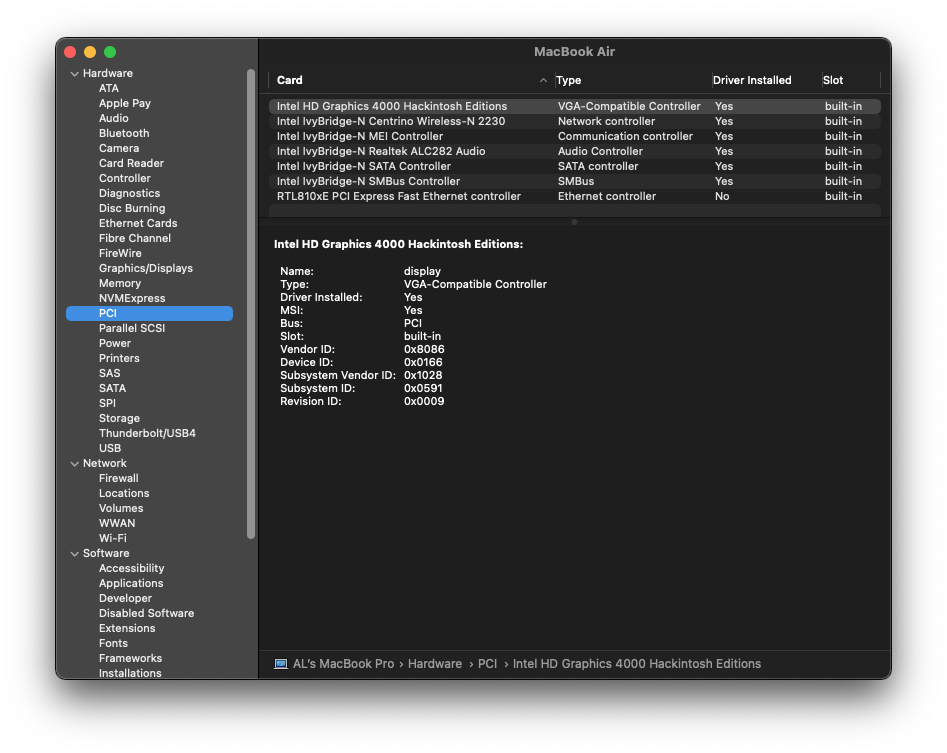 MacBook Air
Hardware
ATA
Apple Pay
Audio
Bluetooth
Camera
Card Reader
Controller
Diagnostics
Disc Burning
Ethernet Cards
Fibre Channel
FireWire
Graphics/Displays
Memory
NVMExpress
PCI
Parallel SCSI
Power
Printers
SAS
SATA
SPI
Storage
Thunderbolt/USB4
USB
Network
Firewall
Locations
Volumes
WWAN
Wi-Fi
Software
Accessibility
Applications
Developer
Disabled Software
Extensions
Fonts
Frameworks
Installations
Card Type Driver Installed Slot
Intel HD Graphics 4000 Hackintosh Editions VGA-Compatible Controller Yes built-in
Intel IvyBridge-N Centrino Wireless-N 2230 Network controller Yes built-in
Intel IvyBridge-N MEI Controller Communication controller Yes built-in
Intel IvyBridge-N Realtek ALC282 Audio Audio Controller Yes built-in
Intel IvyBridge-N SATA Controller SATA controller Yes built-in
Intel IvyBridge-N SMBus Controller SMBus Yes built-in
RTL810xE PCI Express Fast Ethernet controller Ethernet controller No built-in
Intel HD Graphics 4000 Hackintosh Editions:
Name: display
Type: VGA-Compatible Controller
Driver Installed: Yes
MSI: Yes
Bus: PCI
Slot: built-in
Vendor ID: 0x8086
Device ID: 0x0166
Subsystem Vendor ID: 0x1028
Subsystem ID: 0x0591
Revision ID: 0x0009
AL's MacBook Pro › Hardware › PCI › Intel HD Graphics 4000 Hackintosh Editions